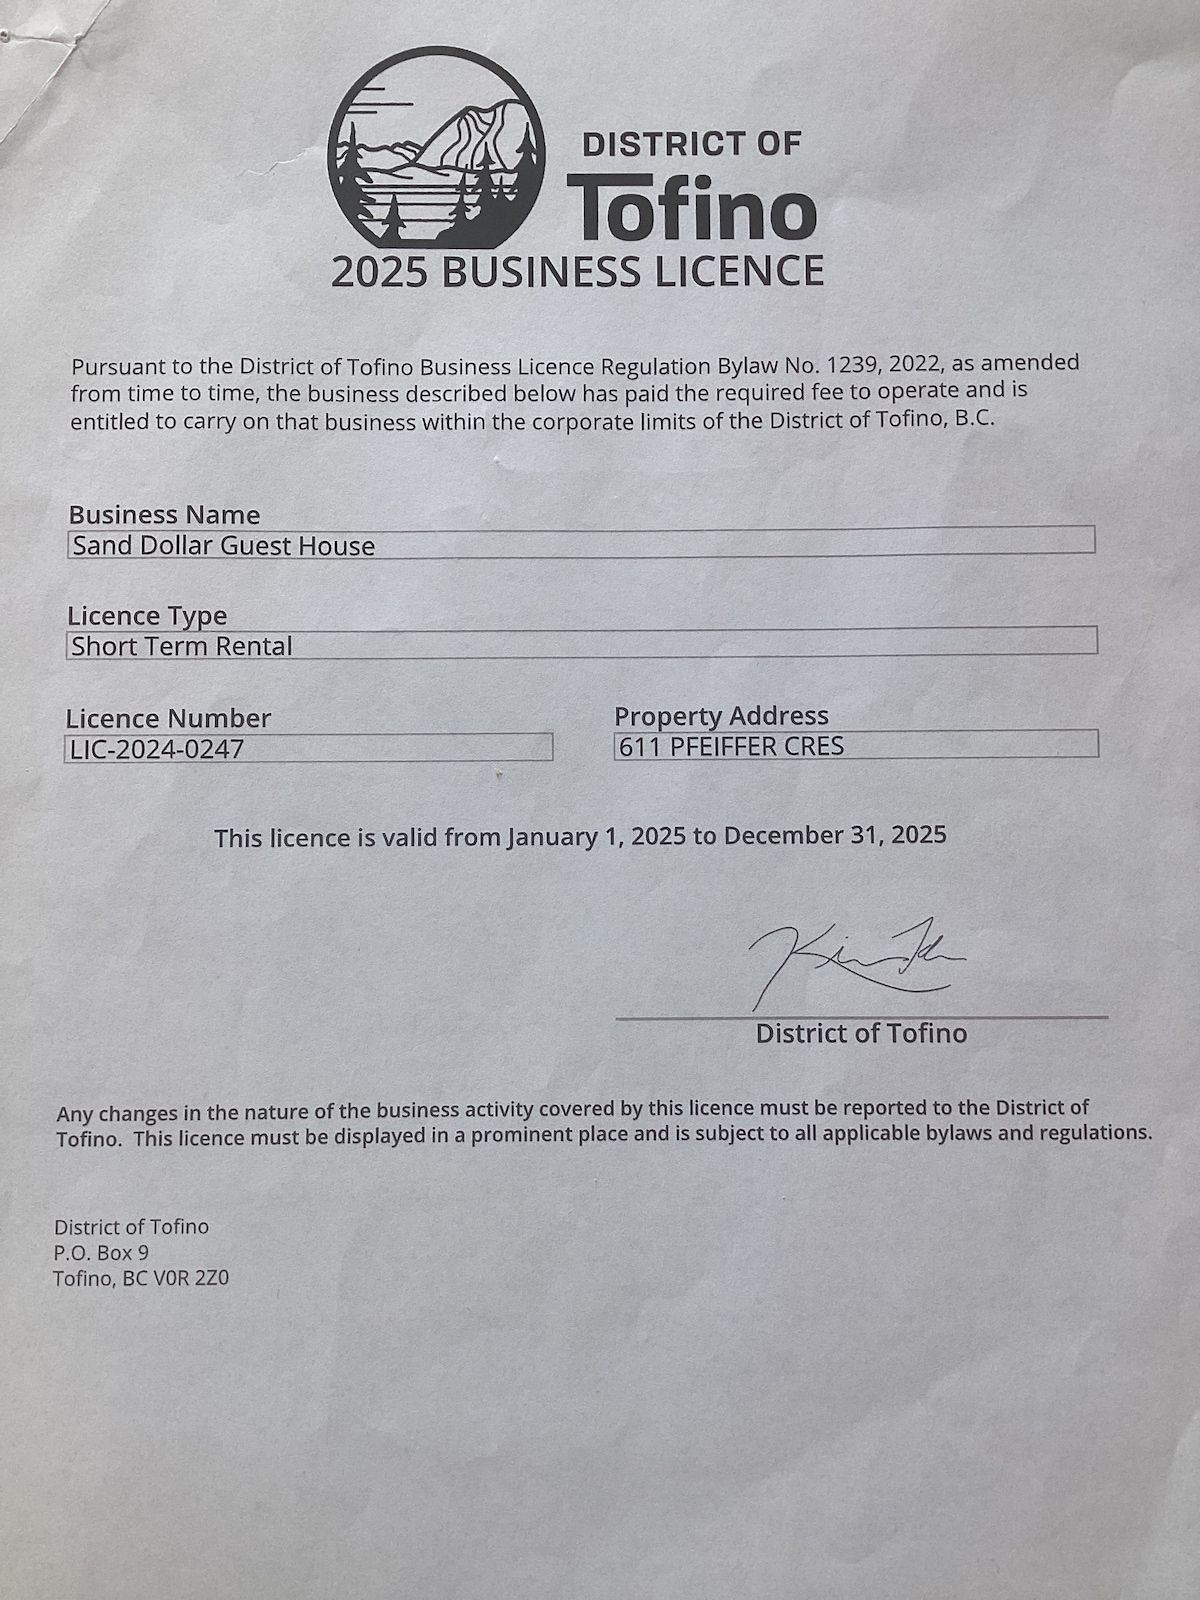 DISTRICT OF
Tofino
2025 BUSINESS LICENCE
Pursuant to the District of Tofino Business Licence Regulation Bylaw No. 1239, 2022, as amended
from time to time, the business described below has paid the required fee to operate and is
entitled to carry on that business within the corporate limits of the District of Tofino, B.C.
Business Name
Sand Dollar Guest House
Licence Type
Short Term Rental
Licence Number
LIC-2024-0247
Property Address
611 PFEIFFER CRES
This licence is valid from January 1, 2025 to December 31, 2025
District of Tofino
Any changes in the nature of the business activity covered by this licence must be reported to the District of
Tofino.  This licence must be displayed in a prominent place and is subject to all applicable bylaws and regulations.
District of Tofino
P.O. Box 9
Tofino, BC V0R 2Z0